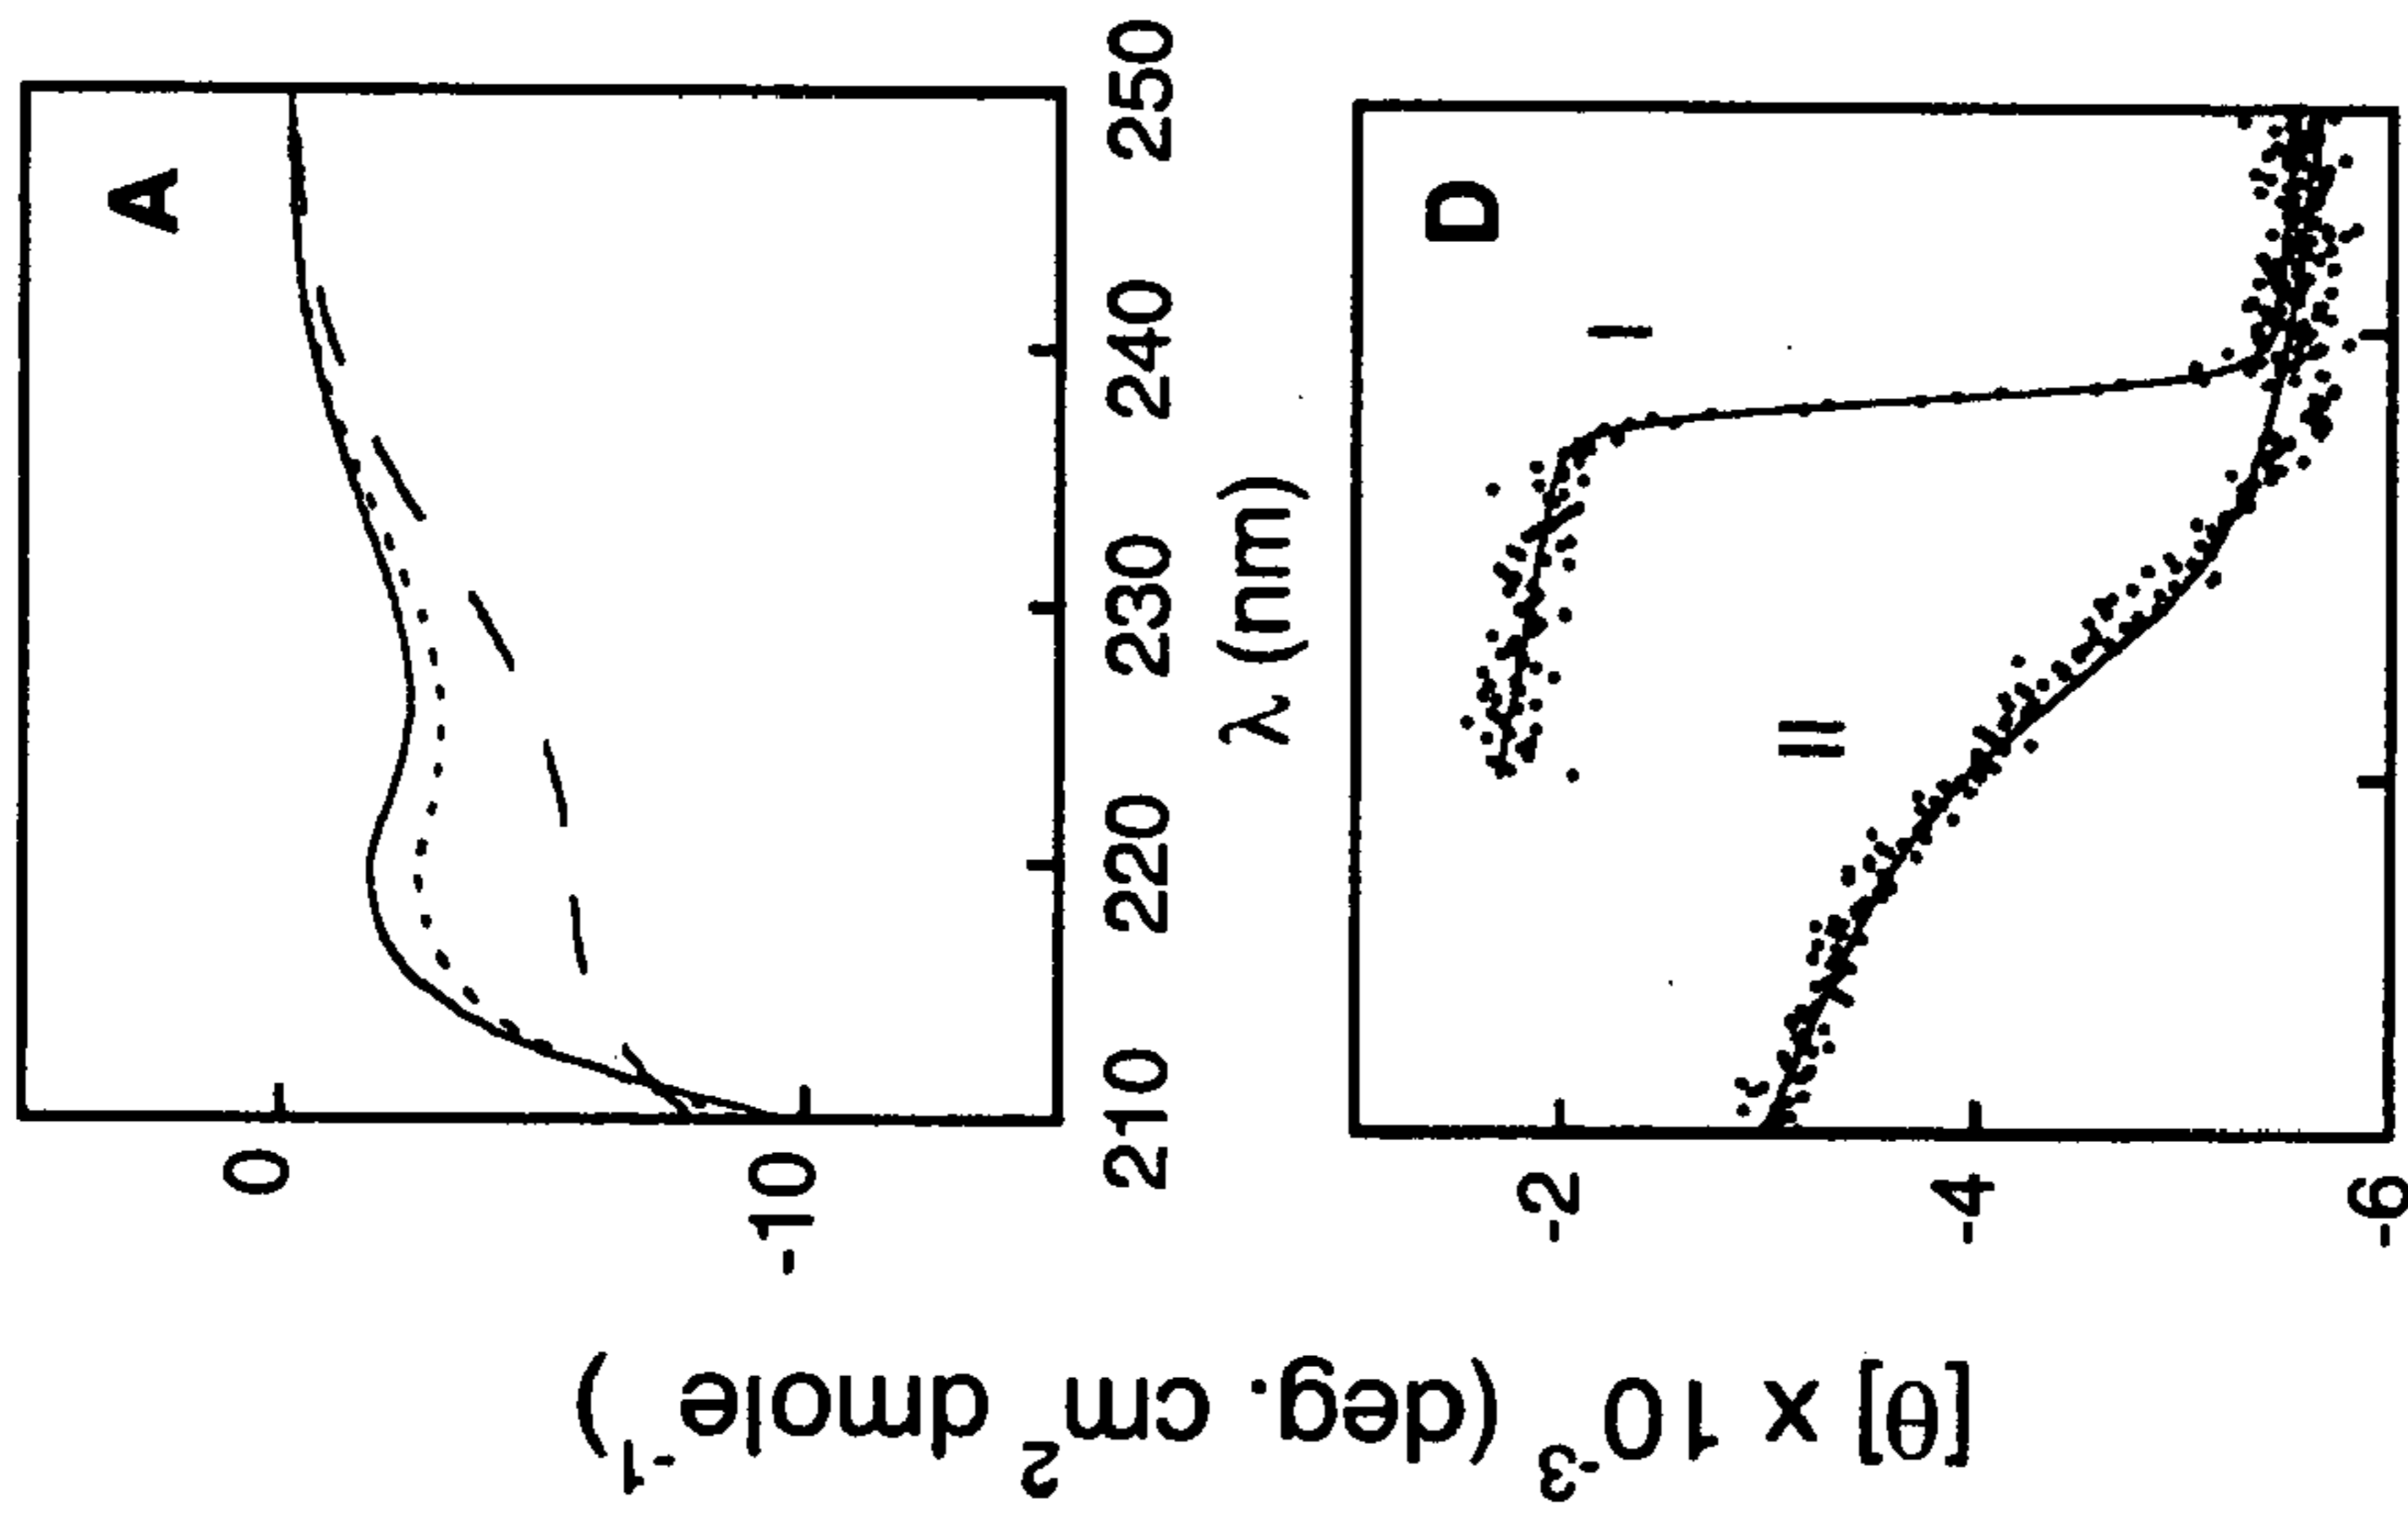 [θ] x 10⁻³ (deg. cm² dmole⁻¹)
A
0
-10
210
220
230
240
250
λ (nm)
D
I
II
-2
-4
-6